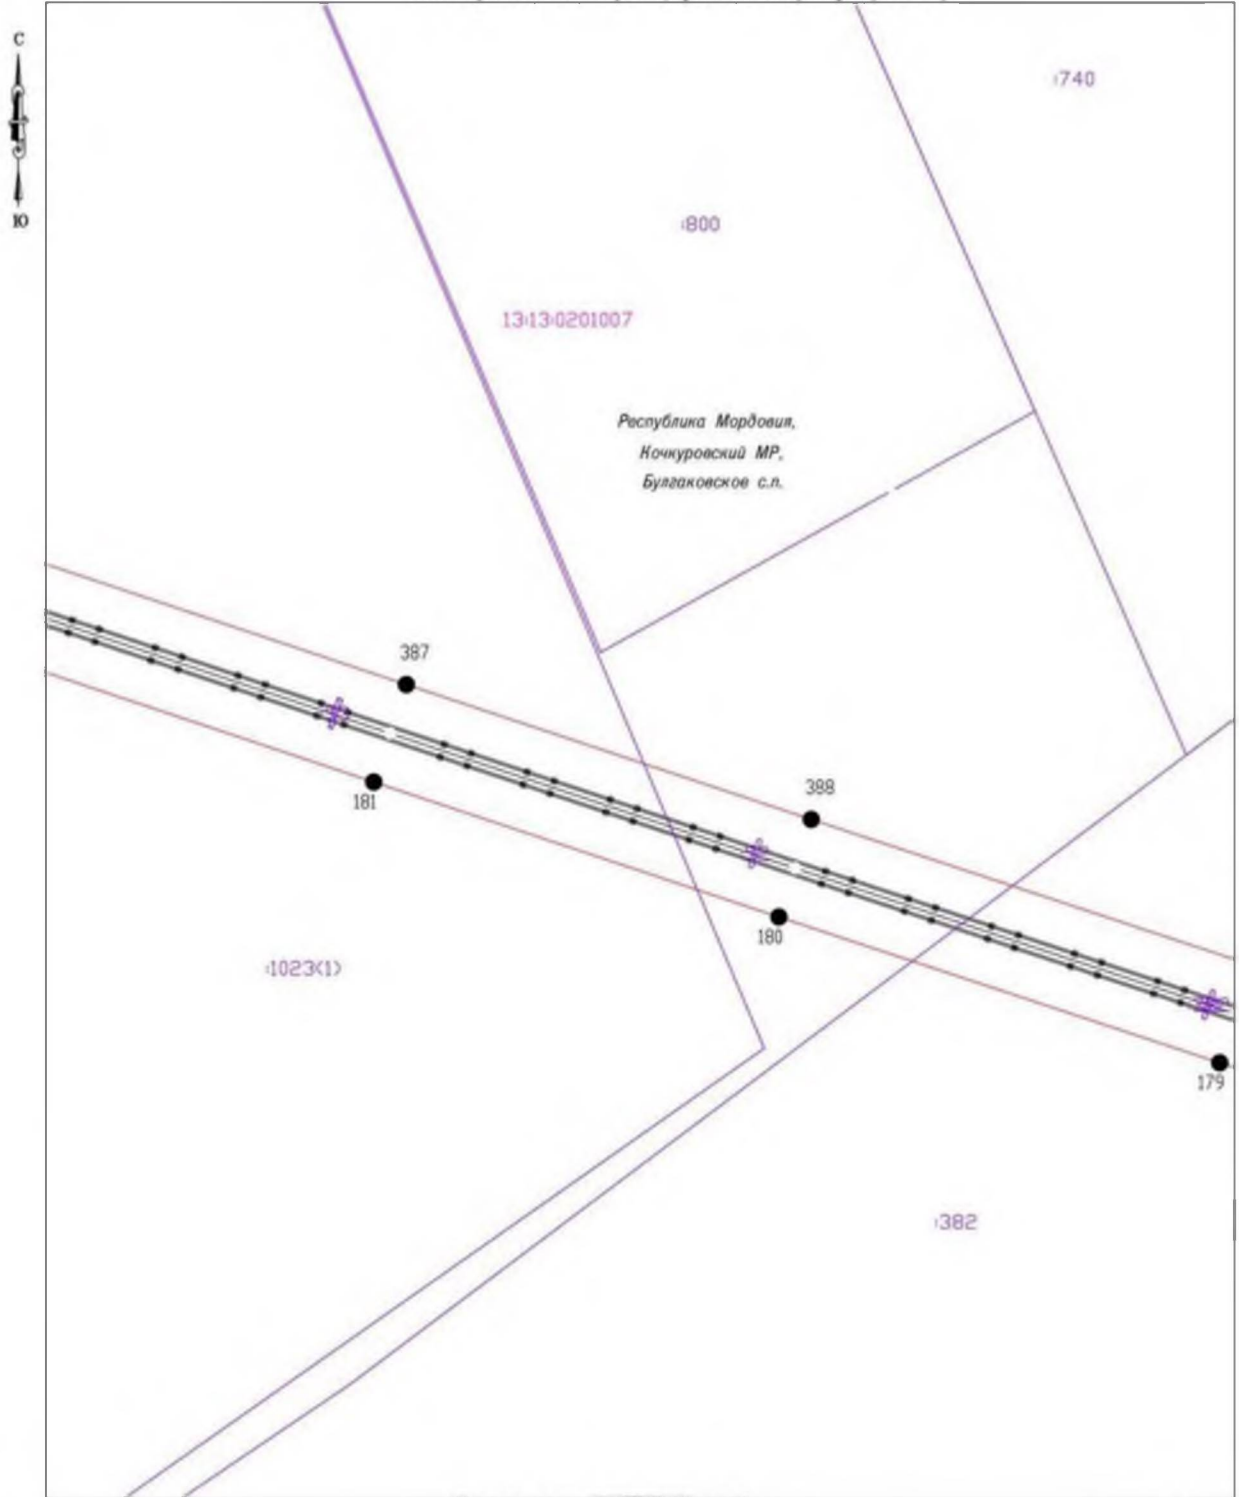 С
:740
Ю
:800
13:13:0201007
Республика Мордовия,
Кочкуровский МР,
Булгаковское с.п.
387
388
181
180
:1023(1)
179
:382